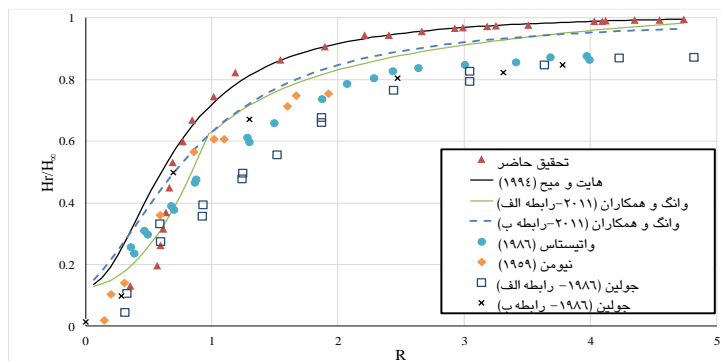 Hr/H∞
1
0.8
0.6
0.4
0.2
0
0
1
2
3
4
5
R
تحقیق حاضر
هایت و میح (۱۹۹۴)
وانگ و همکاران (۲۰۱۱-رابطه الف)
وانگ و همکاران (۲۰۱۱-رابطه ب)
واتیستاس (۱۹۸۶)
نیومن (۱۹۵۹)
جولین (۱۹۸۶- رابطه الف)
جولین (۱۹۸۶- رابطه ب)